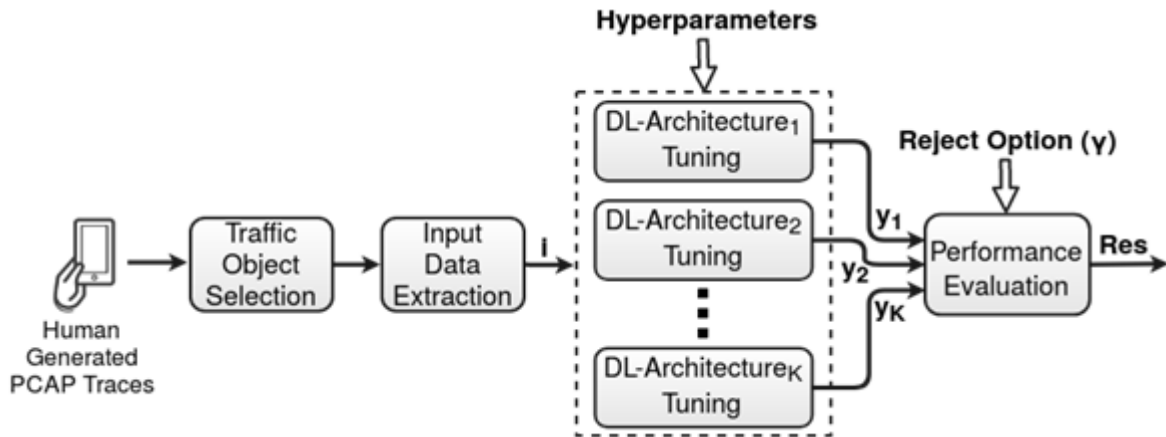 Hyperparameters
DL-Architecture1
Tuning
Reject Option (γ)
y1
Traffic
Object
Selection
Input
Data
Extraction
i
DL-Architecture2
Tuning
y2
Performance
Evaluation
Res
yK
Human
Generated
PCAP Traces
DL-ArchitectureK
Tuning